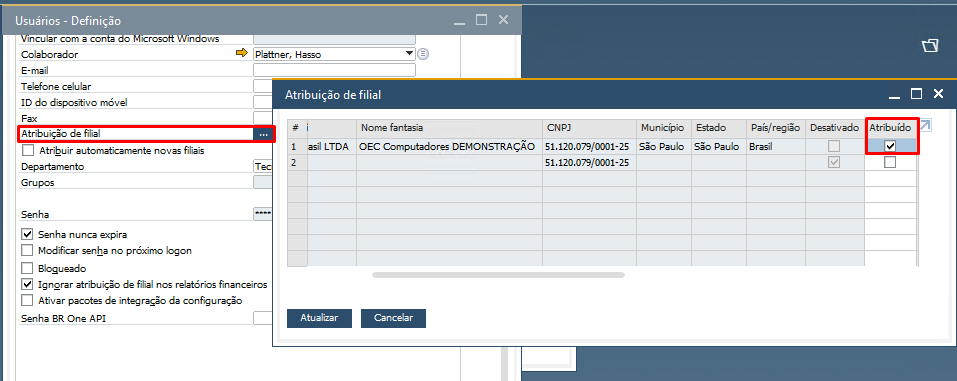 Usuários - Definição
Vincular com a conta do Microsoft Windows
Colaborador Plattner, Hasso
E-mail
Telefone celular
ID do dispositivo móvel
Fax
Atribuição de filial ...
Atribuir automaticamente novas filiais
Departamento Tec
Grupos
Senha ****
Senha nunca expira
Modificar senha no próximo logon
Bloqueado
Ignorar atribuição de filial nos relatórios financeiros
Ativar pacotes de integração da configuração
Senha BR One API
Atribuição de filial
# i Nome fantasia CNPJ Município Estado País/região Desativado Atribuído
1 asil LTDA OEC Computadores DEMONSTRAÇÃO 51.120.079/0001-25 São Paulo São Paulo Brasil
2 51.120.079/0001-25
Atualizar Cancelar